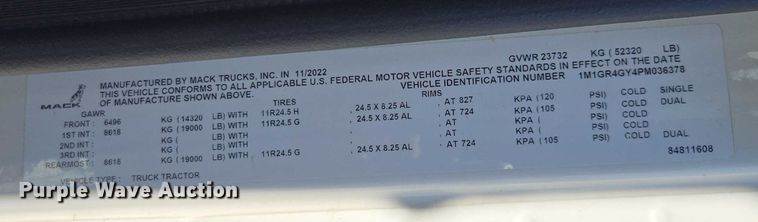 MANUFACTURED BY MACK TRUCKS, INC. IN 11/2022 GVWR 23732 KG ( 52320 LB)
THIS VEHICLE CONFORMS TO ALL APPLICABLE U.S. FEDERAL MOTOR VEHICLE SAFETY STANDARDS IN EFFECT ON THE DATE
OF MANUFACTURE SHOWN ABOVE. VEHICLE IDENTIFICATION NUMBER 1M1GR4GY4PM036378
MACK
GAWR TIRES RIMS
FRONT : 6496 KG ( 14320 LB) WITH 11R24.5 H , 24.5 X 8.25 AL , AT 827 KPA (120 PSI) COLD SINGLE
1ST INT : 8618 KG ( 19000 LB) WITH 11R24.5 G , 24.5 X 8.25 AL , AT 724 KPA (105 PSI) COLD DUAL
2ND INT : KG ( LB) WITH , , AT KPA ( PSI) COLD
3RD INT : KG ( LB) WITH , , AT KPA ( PSI) COLD
REARMOST : 8618 KG ( 19000 LB) WITH 11R24.5 G , 24.5 X 8.25 AL , AT 724 KPA (105 PSI) COLD DUAL
VEHICLE TYPE : TRUCK TRACTOR 84811608
Purple Wave Auction